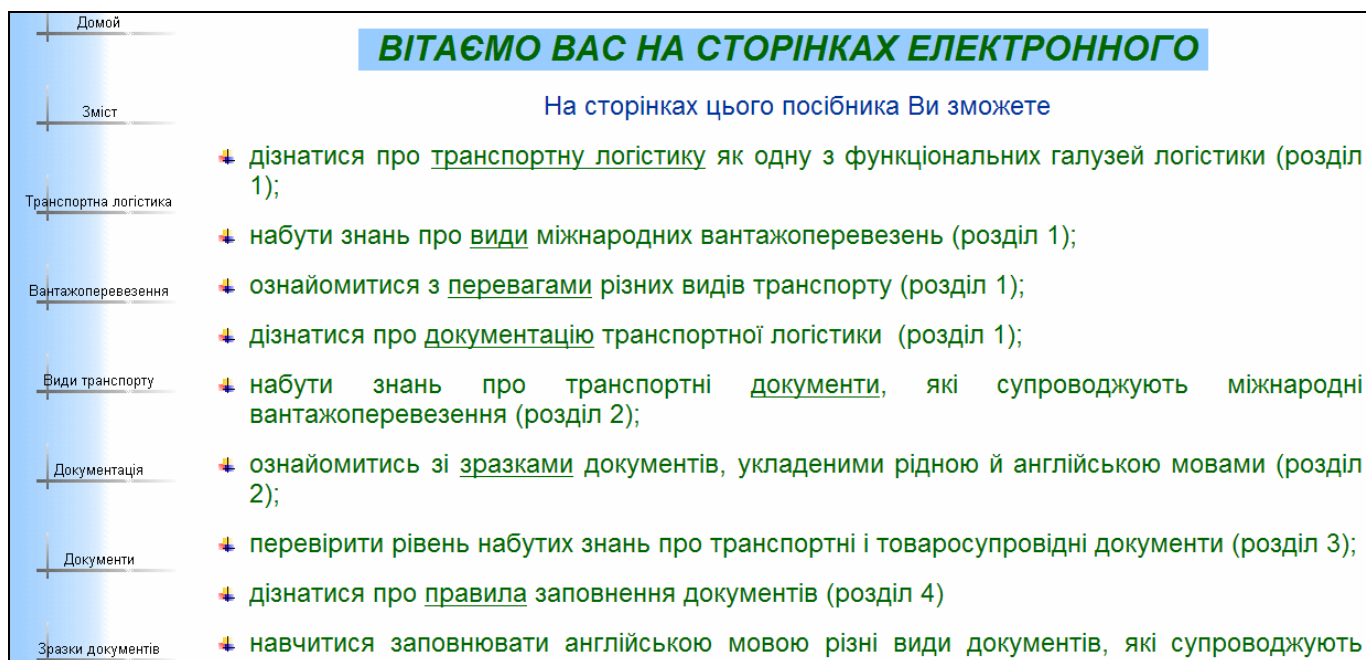 Домой
Зміст
Транспортна логістика
Вантажоперевезення
Види транспорту
Документація
Документи
Зразки документів
ВІТАЄМО ВАС НА СТОРІНКАХ ЕЛЕКТРОННОГО
На сторінках цього посібника Ви зможете
дізнатися про транспортну логістику як одну з функціональних галузей логістики (розділ
1);
набути знань про види міжнародних вантажоперевезень (розділ 1);
ознайомитися з перевагами різних видів транспорту (розділ 1);
дізнатися про документацію транспортної логістики (розділ 1);
набути знань про транспортні документи, які супроводжують міжнародні
вантажоперевезення (розділ 2);
ознайомитись зі зразками документів, укладеними рідною й англійською мовами (розділ
2);
перевірити рівень набутих знань про транспортні і товаросупровідні документи (розділ 3);
дізнатися про правила заповнення документів (розділ 4)
навчитися заповнювати англійською мовою різні види документів, які супроводжують